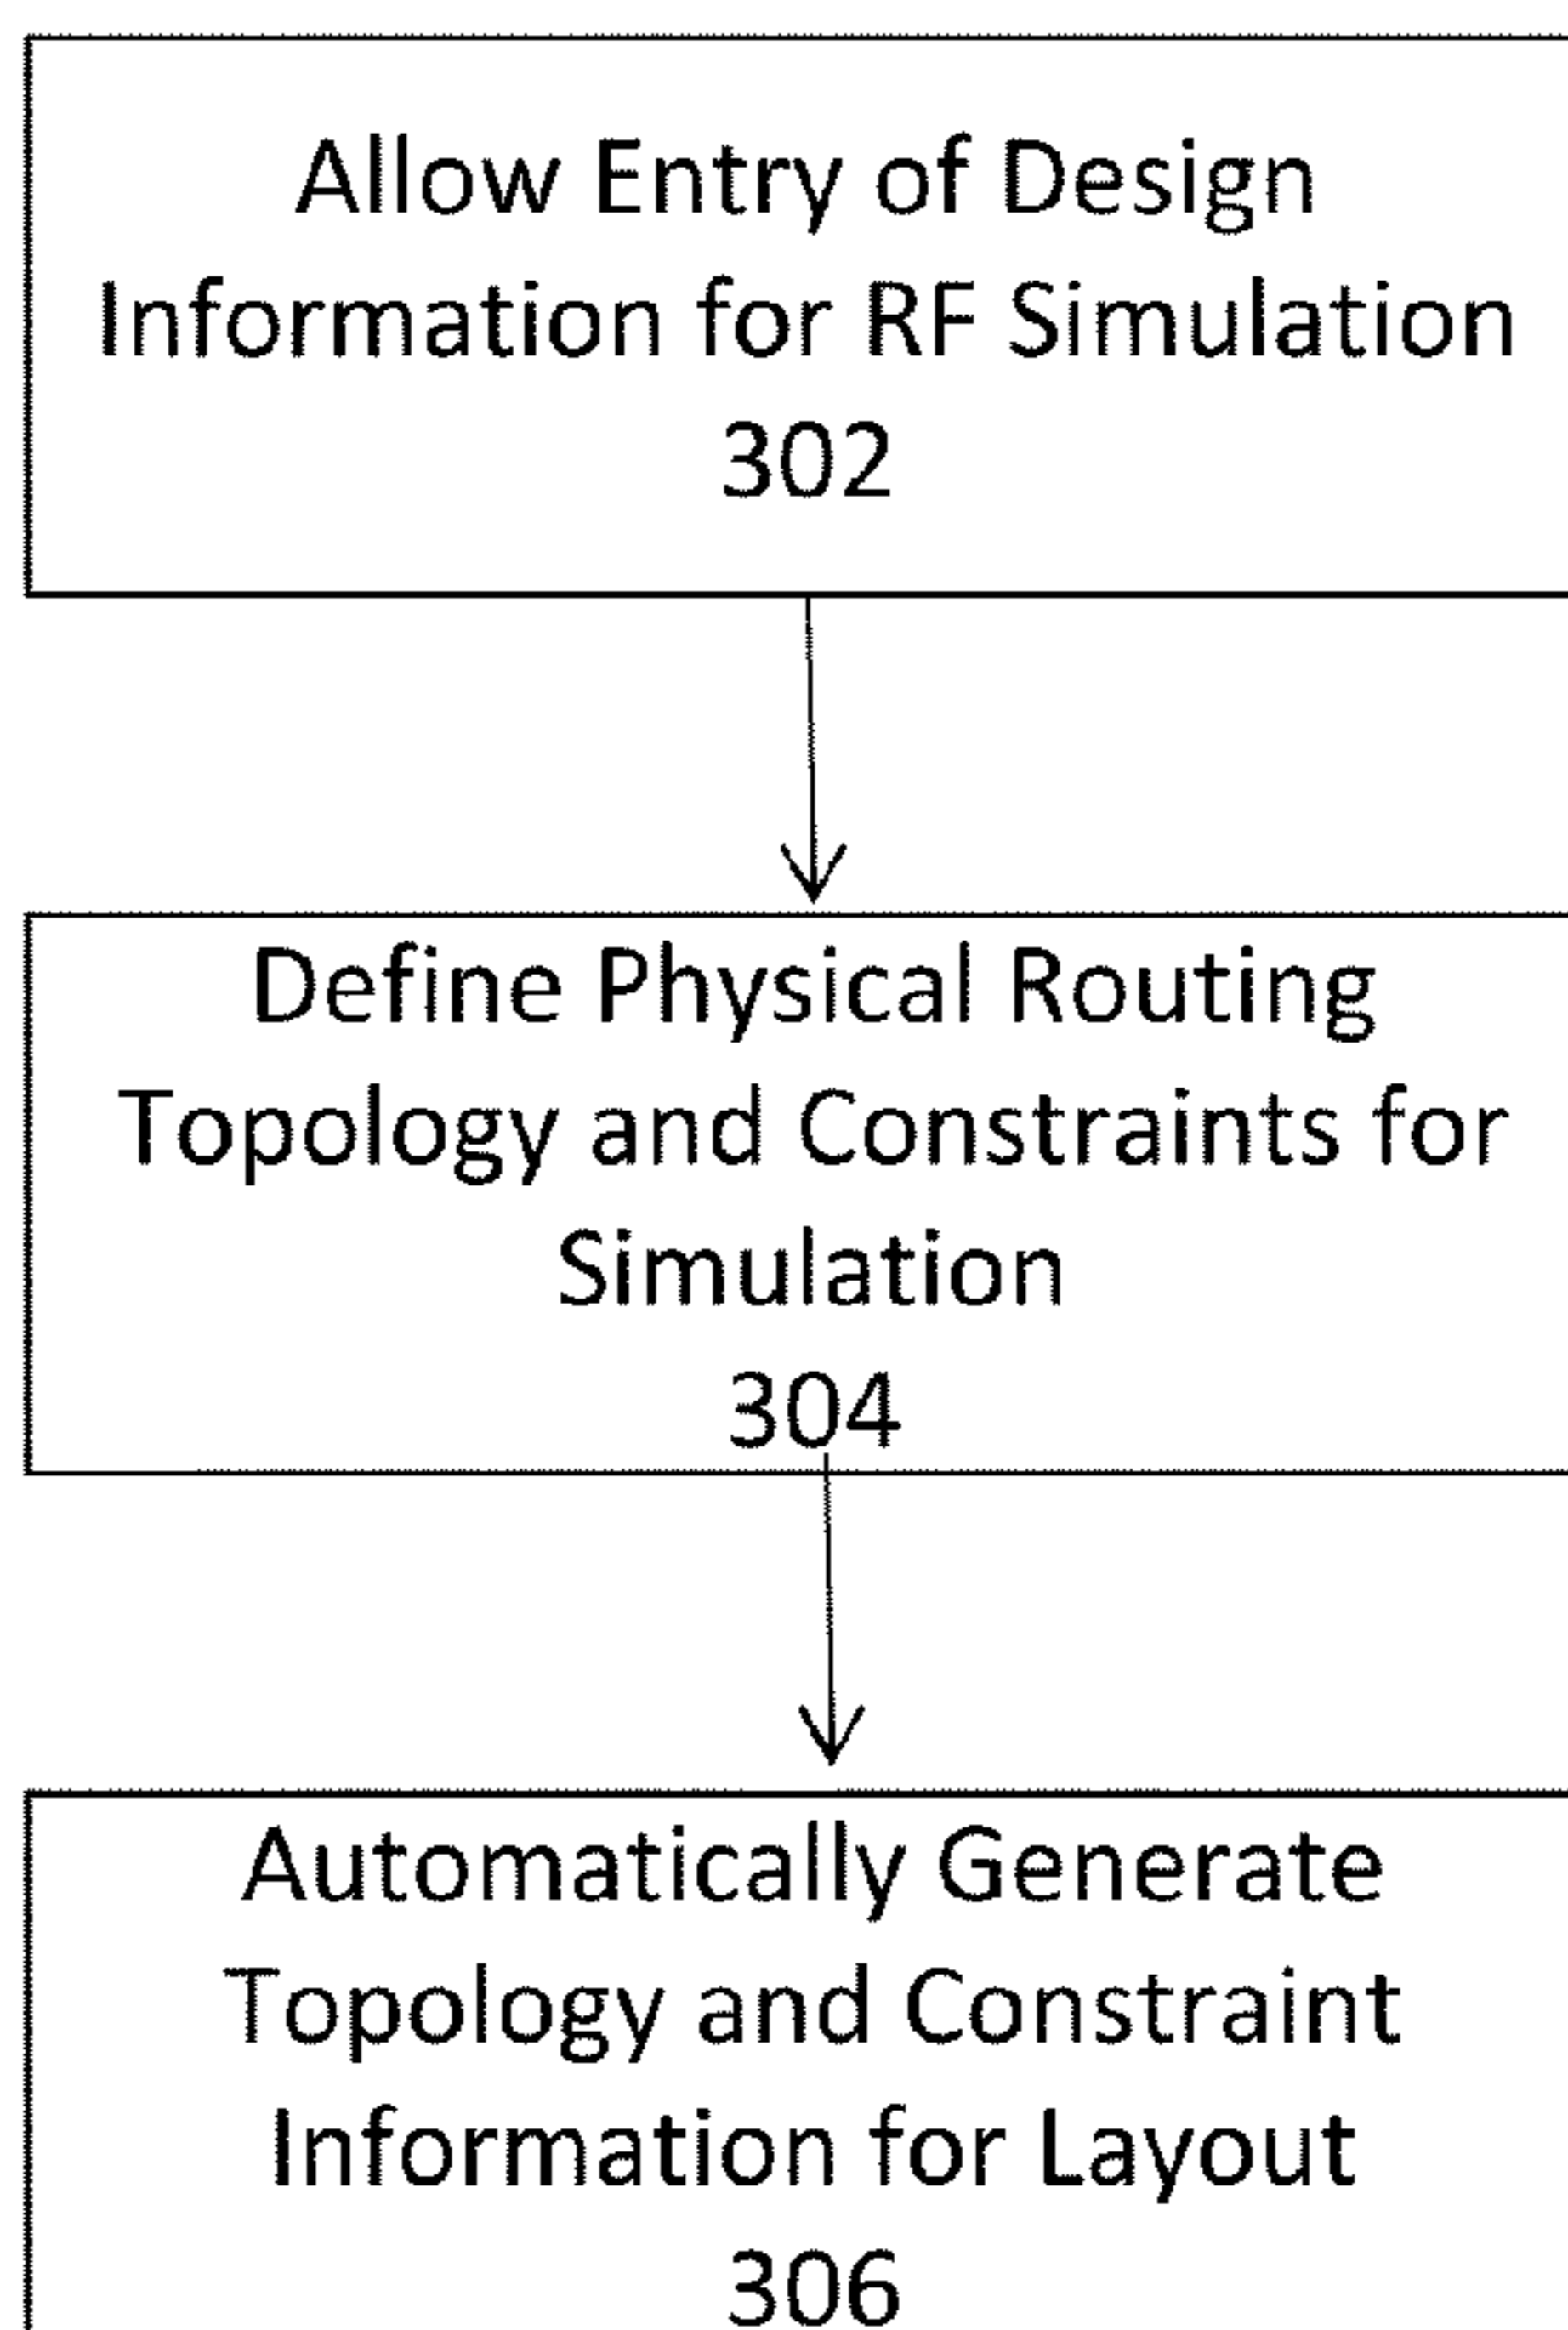 Allow Entry of Design
Information for RF Simulation
302
Define Physical Routing
Topology and Constraints for
Simulation
304
Automatically Generate
Topology and Constraint
Information for Layout
306